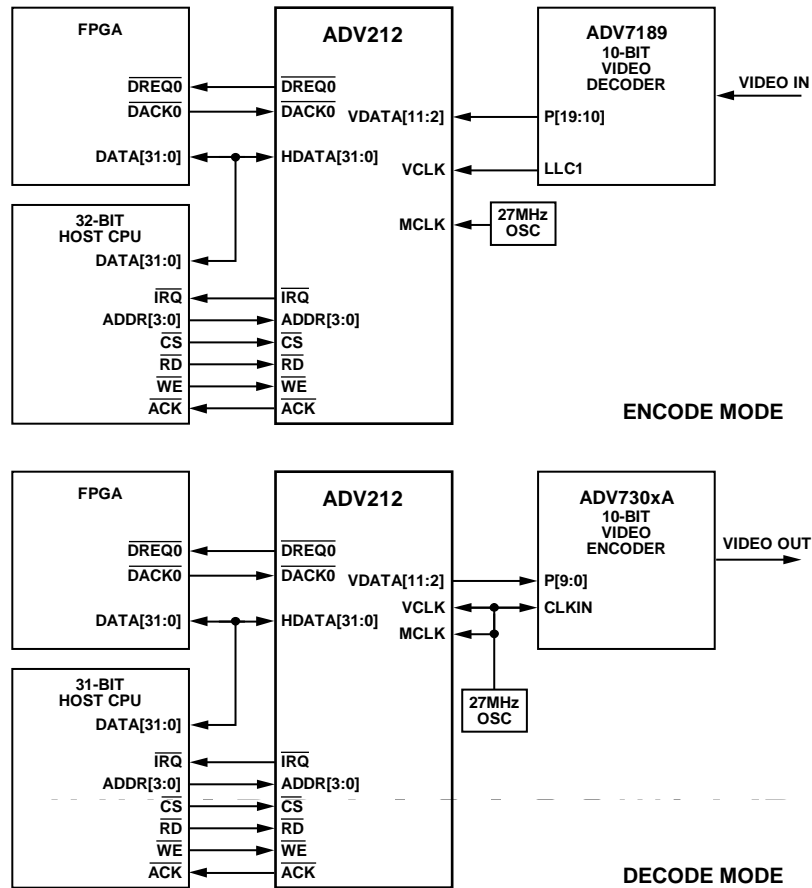 FPGA
DREQ0
DACK0
DATA[31:0]
32-BIT
HOST CPU
DATA[31:0]
IRQ
ADDR[3:0]
CS
RD
WE
ACK
ADV212
DREQ0
DACK0
HDATA[31:0]
VDATA[11:2]
VCLK
MCLK
IRQ
ADDR[3:0]
CS
RD
WE
ACK
ADV7189
10-BIT
VIDEO
DECODER
P[19:10]
LLC1
VIDEO IN
27MHz
OSC
ENCODE MODE
FPGA
DREQ0
DACK0
DATA[31:0]
31-BIT
HOST CPU
DATA[31:0]
IRQ
ADDR[3:0]
CS
RD
WE
ACK
ADV212
DREQ0
DACK0
VDATA[11:2]
VCLK
HDATA[31:0]
MCLK
IRQ
ADDR[3:0]
CS
RD
WE
ACK
ADV730xA
10-BIT
VIDEO
ENCODER
P[9:0]
CLKIN
VIDEO OUT
27MHz
OSC
DECODE MODE